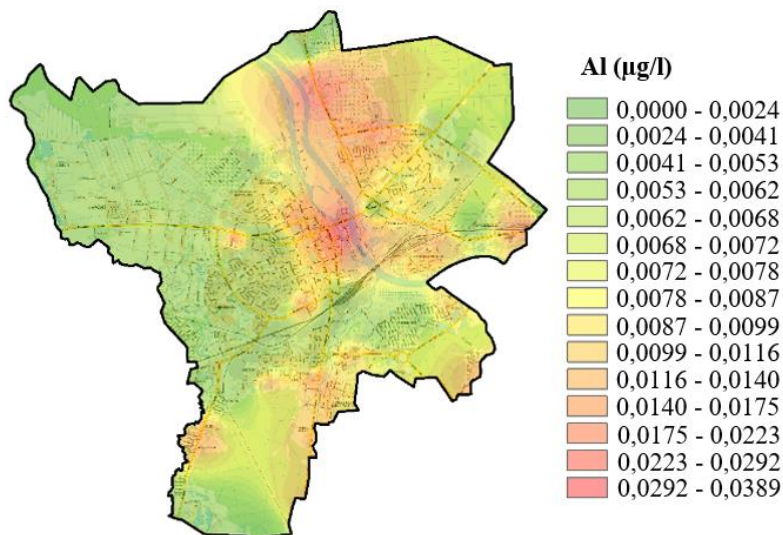 Al (µg/l)
0,0000 - 0,0024
0,0024 - 0,0041
0,0041 - 0,0053
0,0053 - 0,0062
0,0062 - 0,0068
0,0068 - 0,0072
0,0072 - 0,0078
0,0078 - 0,0087
0,0087 - 0,0099
0,0099 - 0,0116
0,0116 - 0,0140
0,0140 - 0,0175
0,0175 - 0,0223
0,0223 - 0,0292
0,0292 - 0,0389